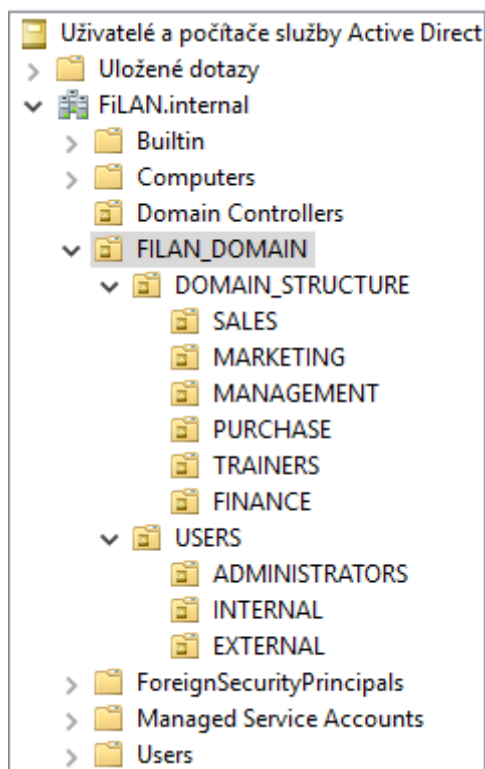 Uživatelé a počítače služby Active Direct
Uložené dotazy
FiLAN.internal
Builtin
Computers
Domain Controllers
FILAN_DOMAIN
DOMAIN_STRUCTURE
SALES
MARKETING
MANAGEMENT
PURCHASE
TRAINERS
FINANCE
USERS
ADMINISTRATORS
INTERNAL
EXTERNAL
ForeignSecurityPrincipals
Managed Service Accounts
Users